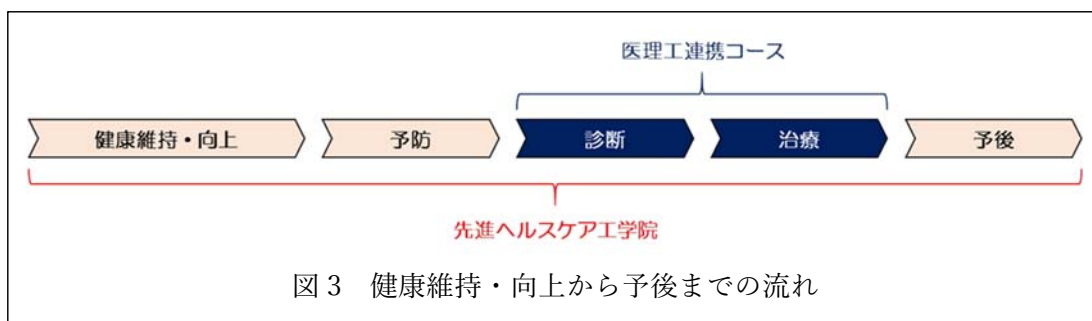 医理工連携コース
健康維持・向上
予防
診断
治療
予後
先進ヘルスケア工学院
図3　健康維持・向上から予後までの流れ